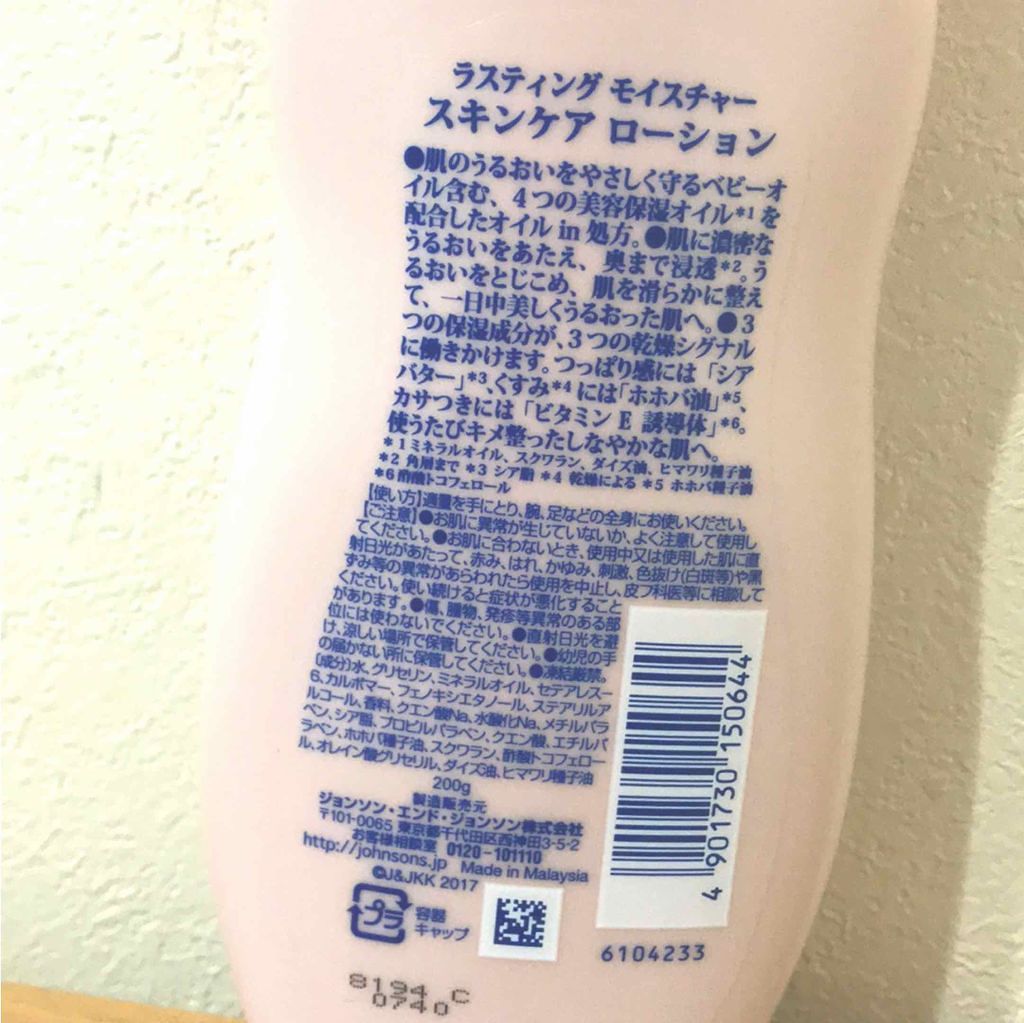 ラスティング モイスチャー
スキンケア ローション
●肌のうるおいをやさしく守るベビーオ
イル含む、4つの美容保湿オイル*1を
配合したオイル in 処方。●肌に濃密な
うるおいをあたえ、奥まで浸透*2。う
るおいをとじこめ、肌を滑らかに整え
て、一日中美しくうるおった肌へ。●3
つの保湿成分が、3つの乾燥シグナル
に働きかけます。つっぱり感には「シア
バター」*3、くすみ*4には「ホホバ油」*5、
カサつきには「ビタミン E 誘導体」*6。
使うたびキメ整ったしなやかな肌へ。
*1 ミネラルオイル、スクワラン、ダイズ油、ヒマワリ種子油
*2 角層まで *3 シア脂 *4 乾燥による *5 ホホバ種子油
*6 酢酸トコフェロール
【使い方】適量を手にとり、腕、足などの全身にお使いください。
【ご注意】●お肌に異常が生じていないか、よく注意して使用し
てください。●お肌に合わないとき、使用中又は使用した肌に直
射日光があたって、赤み、はれ、かゆみ、刺激、色抜け(白斑等)や黒
ずみ等の異常があらわれたら使用を中止し、皮フ科医等に相談して
ください。使い続けると症状が悪化すること
があります。●傷、腫物、発疹等異常のある部
位には使わないでください。●直射日光を避
け、涼しい場所で保管してください。●幼児の手
の届かない所に保管してください。●凍結厳禁。
〔成分〕水、グリセリン、ミネラルオイル、セテアレス-
6、カルボマー、フェノキシエタノール、ステアリルア
ルコール、香料、クエン酸Na、水酸化Na、メチルパラ
ベン、シア脂、プロピルパラベン、クエン酸、エチルパ
ラベン、ホホバ種子油、スクワラン、酢酸トコフェロー
ル、オレイン酸グリセリル、ダイズ油、ヒマワリ種子油
200g
製造販売元
ジョンソン・エンド・ジョンソン株式会社
〒101-0065 東京都千代田区西神田3-5-2
お客様相談室 0120-101110
http://johnsons.jp Made in Malaysia
©J&JKK 2017
プラ
容器
キャップ
4 901730 150644
6104233
8194 C
0740